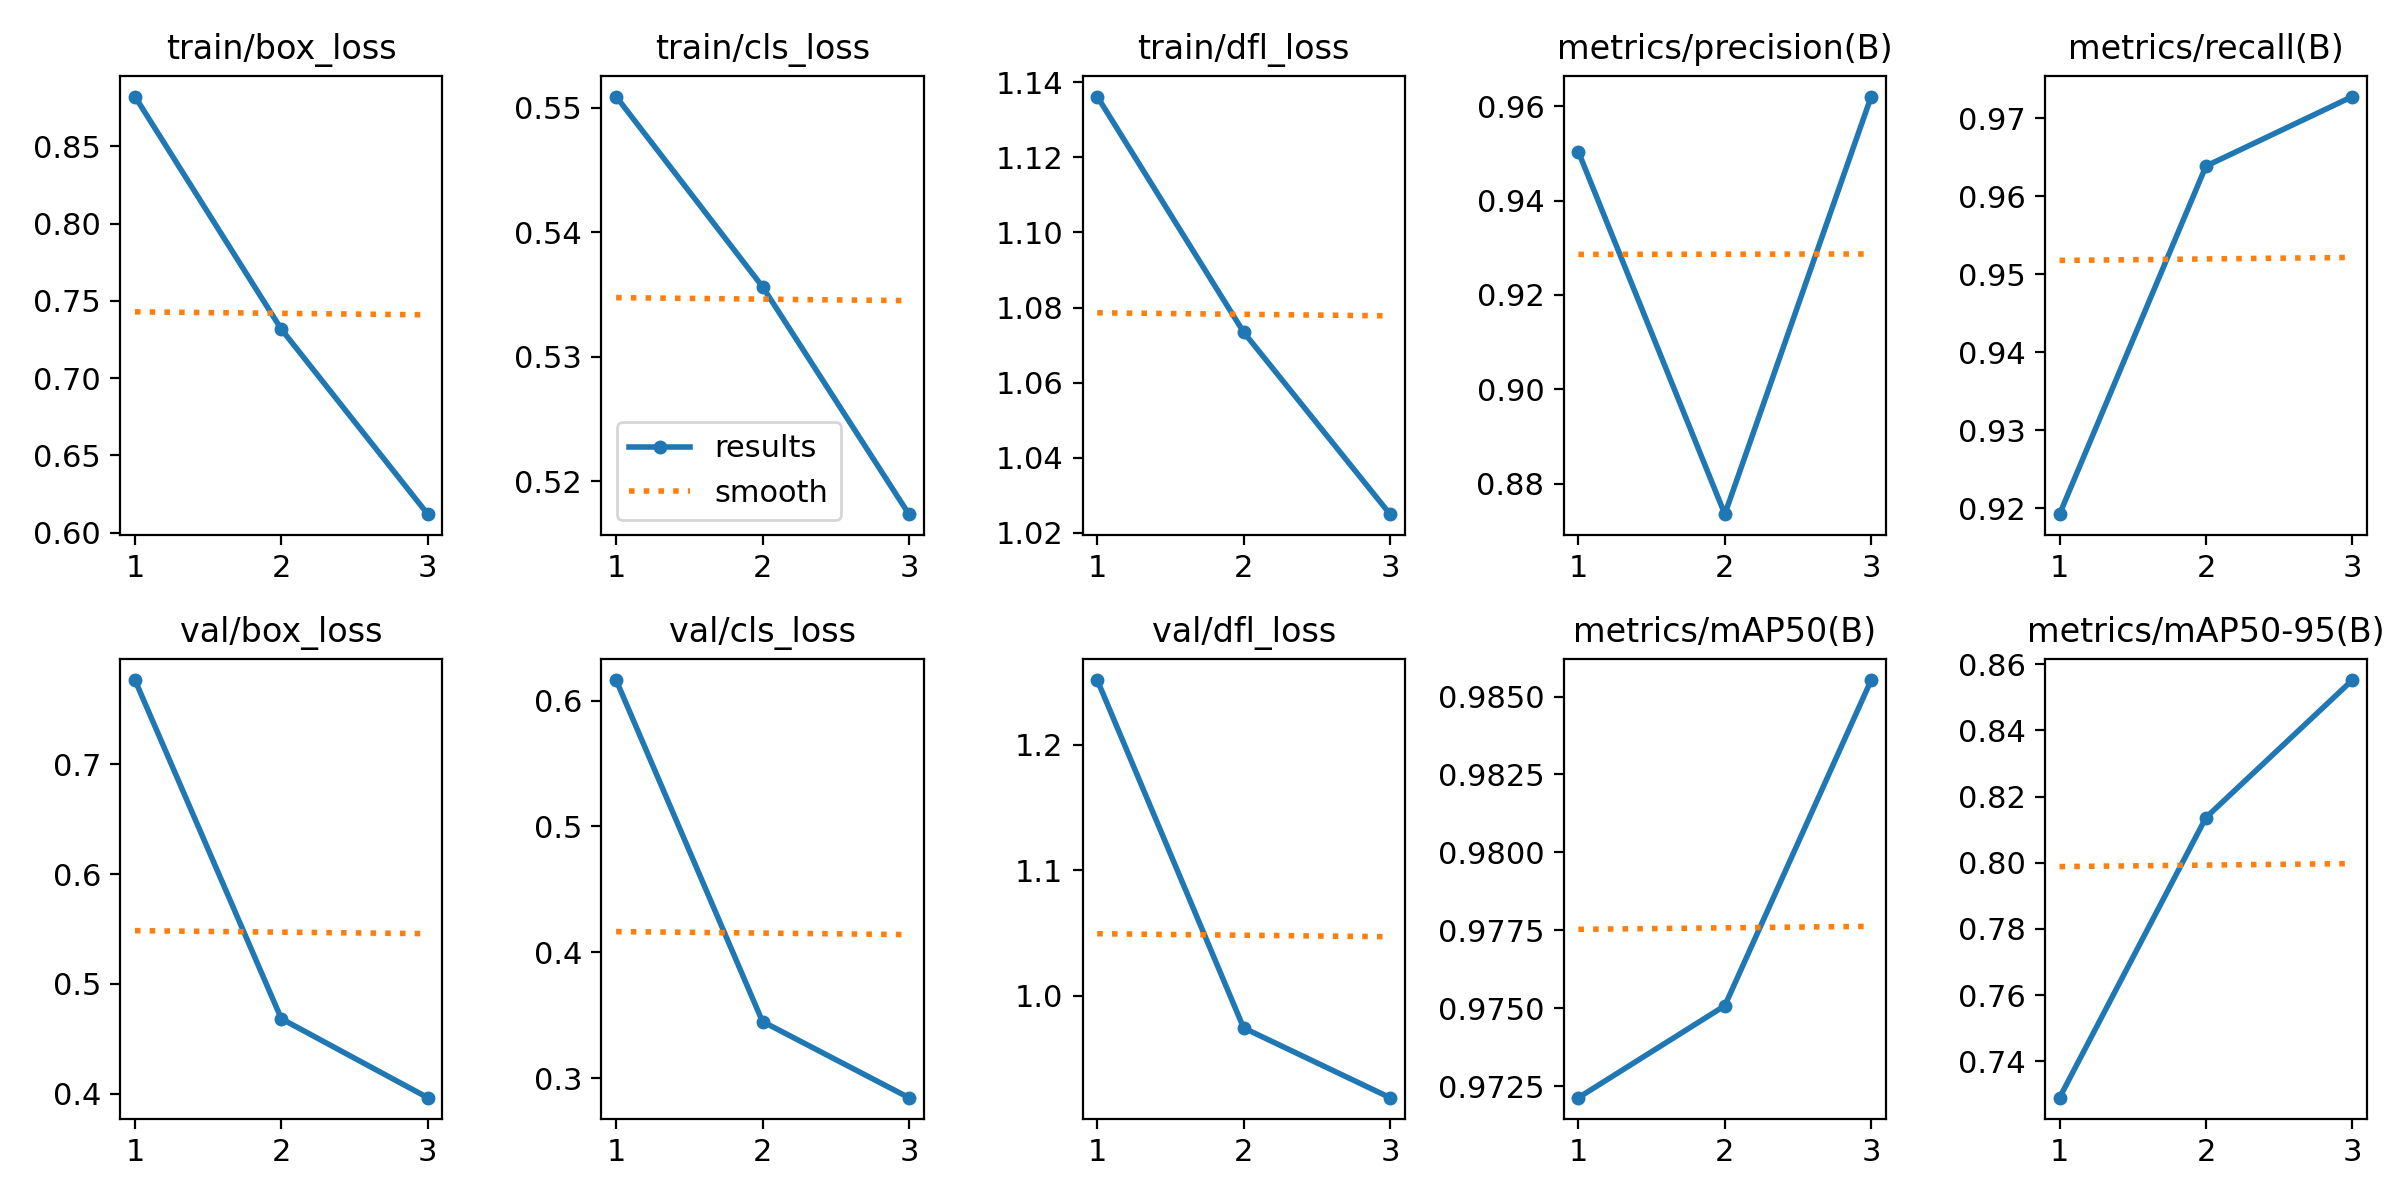 train/box_loss
0.85
0.80
0.75
0.70
0.65
0.60
1 2 3
train/cls_loss
0.55
0.54
0.53
0.52
results
smooth
1 2 3
train/dfl_loss
1.14
1.12
1.10
1.08
1.06
1.04
1.02
1 2 3
metrics/precision(B)
0.96
0.94
0.92
0.90
0.88
1 2 3
metrics/recall(B)
0.97
0.96
0.95
0.94
0.93
0.92
1 2 3
val/box_loss
0.7
0.6
0.5
0.4
1 2 3
val/cls_loss
0.6
0.5
0.4
0.3
1 2 3
val/dfl_loss
1.2
1.1
1.0
1 2 3
metrics/mAP50(B)
0.9850
0.9825
0.9800
0.9775
0.9750
0.9725
1 2 3
metrics/mAP50-95(B)
0.86
0.84
0.82
0.80
0.78
0.76
0.74
1 2 3